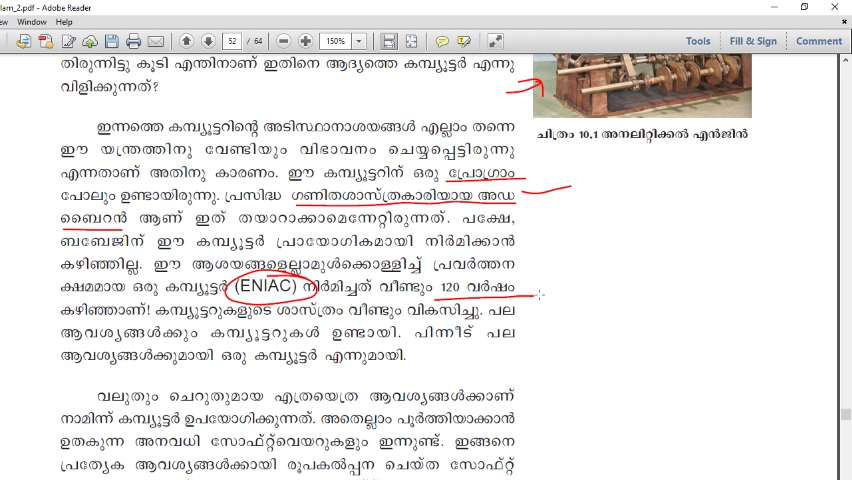 lam_2.pdf - Adobe Reader
Window Help
52 / 64 150% Tools Fill & Sign Comment
തിരുന്നിട്ടു കൂടി എന്തിനാണ് ഇതിനെ ആദ്യത്തെ കമ്പ്യൂട്ടർ എന്നു
വിളിക്കുന്നത്?
ചിത്രം 10.1 അനലിറ്റിക്കൽ എൻജിൻ
ഇന്നത്തെ കമ്പ്യൂട്ടറിന്റെ അടിസ്ഥാനാശയങ്ങൾ എല്ലാം തന്നെ
ഈ യന്ത്രത്തിനു വേണ്ടിയും വിഭാവനം ചെയ്യപ്പെട്ടിരുന്നു
എന്നതാണ് അതിനു കാരണം. ഈ കമ്പ്യൂട്ടറിന് ഒരു പ്രോഗ്രാം
പോലും ഉണ്ടായിരുന്നു. പ്രസിദ്ധ ഗണിതശാസ്ത്രകാരിയായ അഡ
ബൈറൻ ആണ് ഇത് തയാറാക്കാമെന്നേറ്റിരുന്നത്. പക്ഷേ,
ബബേജിന് ഈ കമ്പ്യൂട്ടർ പ്രായോഗികമായി നിർമിക്കാൻ
കഴിഞ്ഞില്ല. ഈ ആശയങ്ങളെല്ലാമുൾക്കൊള്ളിച്ച് പ്രവർത്തന
ക്ഷമമായ ഒരു കമ്പ്യൂട്ടർ (ENIAC) നിർമിച്ചത് വീണ്ടും 120 വർഷം
കഴിഞ്ഞാണ്! കമ്പ്യൂട്ടറുകളുടെ ശാസ്ത്രം വീണ്ടും വികസിച്ചു. പല
ആവശ്യങ്ങൾക്കും കമ്പ്യൂട്ടറുകൾ ഉണ്ടായി. പിന്നീട് പല
ആവശ്യങ്ങൾക്കുമായി ഒരു കമ്പ്യൂട്ടർ എന്നുമായി.
വലുതും ചെറുതുമായ എത്രയെത്ര ആവശ്യങ്ങൾക്കാണ്
നാമിന്ന് കമ്പ്യൂട്ടർ ഉപയോഗിക്കുന്നത്. അതെല്ലാം പൂർത്തിയാക്കാൻ
ഉതകുന്ന അനവധി സോഫ്റ്റ്‌വെയറുകളും ഇന്നുണ്ട്. ഇങ്ങനെ
പ്രത്യേക ആവശ്യങ്ങൾക്കായി രൂപകൽപ്പന ചെയ്ത സോഫ്റ്റ്